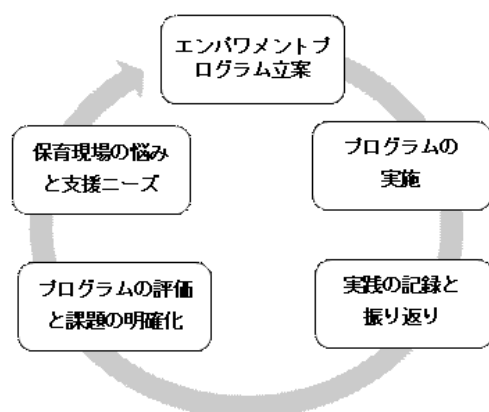 エンパワメントプ
ログラム立案
プログラムの
実施
実践の記録と
振り返り
プログラムの評価
と課題の明確化
保育現場の悩み
と支援ニーズ